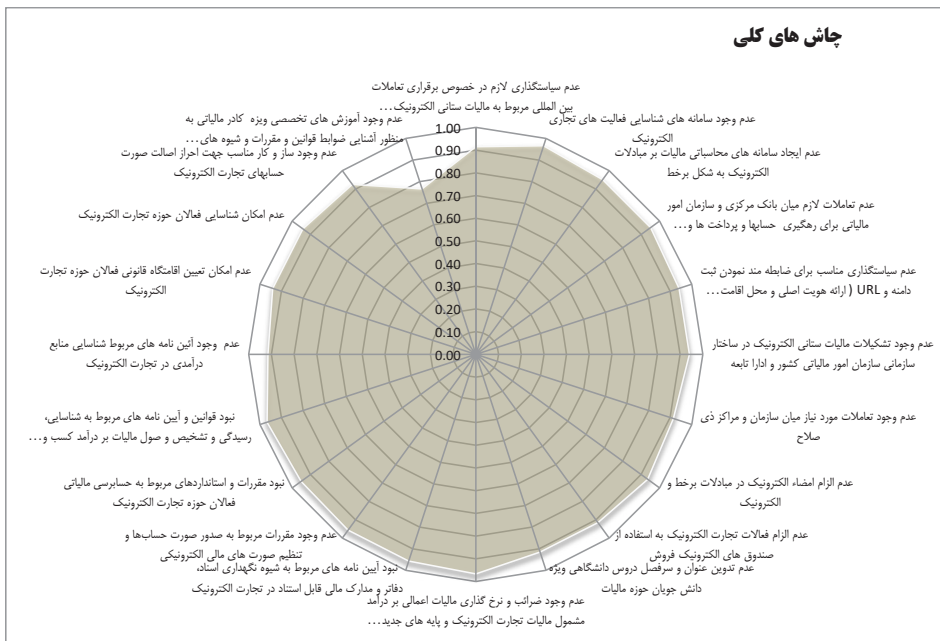 چاش های کلی
عدم سیاستگذاری لازم در خصوص برقراری تعاملات
بین المللی مربوط به مالیات ستانی الکترونیک...
عدم وجود سامانه های شناسایی فعالیت های تجاری
الکترونیک
عدم ایجاد سامانه های محاسباتی مالیات بر مبادلات
الکترونیک به شکل برخط
عدم تعاملات لازم میان بانک مرکزی و سازمان امور
مالیاتی برای رهگیری حسابها و پرداخت ها و...
عدم سیاستگذاری مناسب برای ضابطه مند نمودن ثبت
دامنه و URL ( ارائه هویت اصلی و محل اقامت...
عدم وجود تشکیلات مالیات ستانی الکترونیک در ساختار
سازمانی سازمان امور مالیاتی کشور و ادارا تابعه
عدم وجود تعاملات مورد نیاز میان سازمان و مراکز ذی
صلاح
عدم الزام امضاء الکترونیک در مبادلات برخط و
الکترونیک
عدم الزام فعالات تجارت الکترونیک به استفاده از
صندوق های الکترونیک فروش
عدم تدوین عنوان و سرفصل دروس دانشگاهی ویژه
دانش جویان حوزه مالیات
عدم وجود ضرائب و نرخ گذاری مالیات اعمالی بر درآمد
مشمول مالیات تجارت الکترونیک و پایه های جدید...
نبود آیین نامه های مربوط به شیوه نگهداری اسناد،
دفاتر و مدارک مالی قابل استناد در تجارت الکترونیک
عدم وجود مقررات مربوط به صدور صورت حساب‌ها و
تنظیم صورت های مالی الکترونیکی
نبود مقررات و استانداردهای مربوط به حسابرسی مالیاتی
فعالان حوزه تجارت الکترونیک
نبود قوانین و آیین نامه های مربوط به شناسایی،
رسیدگی و تشخیص و صول مالیات بر درآمد کسب و...
عدم وجود آئین نامه های مربوط شناسایی منابع
درآمدی در تجارت الکترونیک
عدم امکان تعیین اقامتگاه قانونی فعالان حوزه تجارت
الکترونیک
عدم امکان شناسایی فعالان حوزه تجارت الکترونیک
عدم وجود ساز و کار مناسب جهت احراز اصالت صورت
حسابهای تجارت الکترونیک
عدم وجود آموزش های تخصصی ویزه کادر مالیاتی به
منظور آشنایی ضوابط قوانین و مقررات و شیوه های...
1.00
0.90
0.80
0.70
0.60
0.50
0.40
0.30
0.20
0.10
0.00